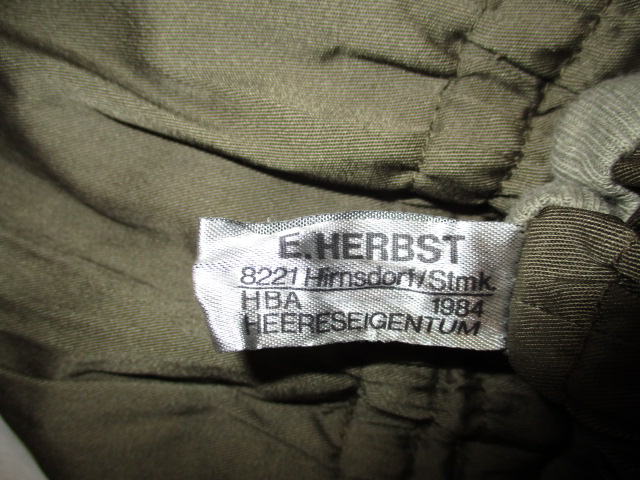 E.HERBST
8221 Hirnsdorf/Stmk.
HBA 1984
HEERESEIGENTUM